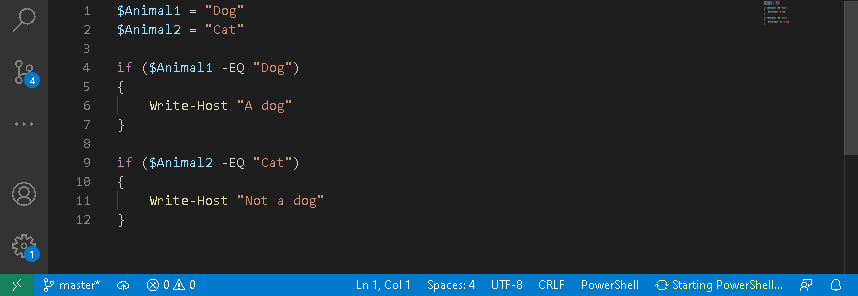 1 $Animal1 = "Dog"
2 $Animal2 = "Cat"
3
4 if ($Animal1 -EQ "Dog")
5 {
6     Write-Host "A dog"
7 }
8
9 if ($Animal2 -EQ "Cat")
10 {
11     Write-Host "Not a dog"
12 }
4
1
master* 0 0 Ln 1, Col 1 Spaces: 4 UTF-8 CRLF PowerShell Starting PowerShell...